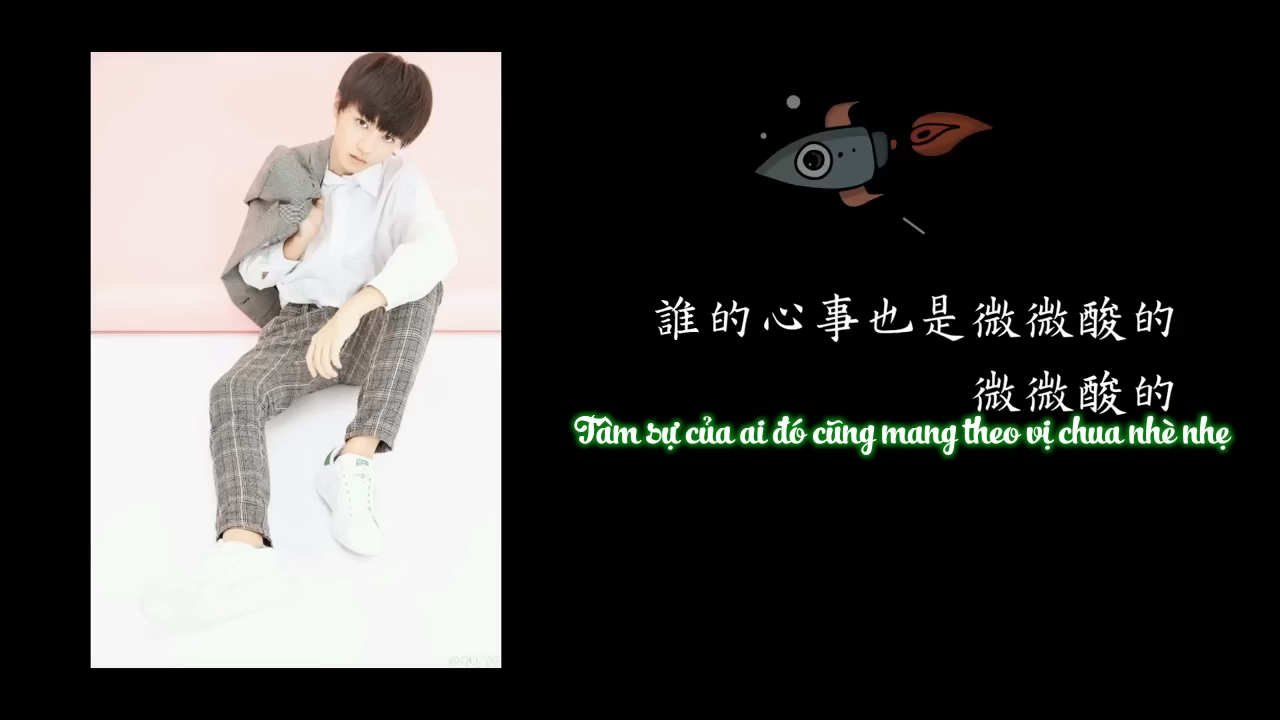 誰的心事也是微微酸的
微微酸的
Tâm sự của ai đó cũng mang theo vị chua nhè nhẹ